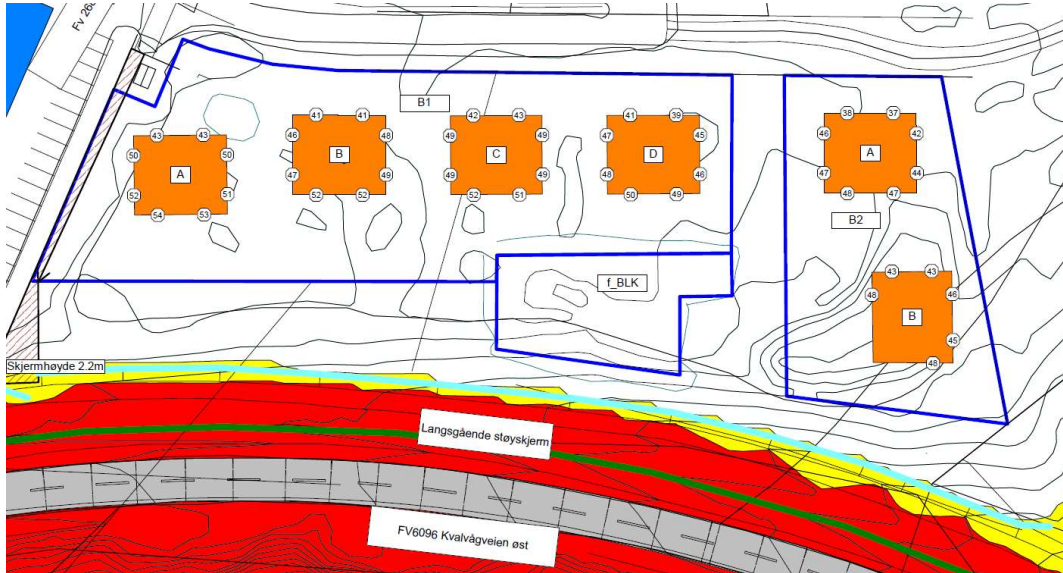 Fv 266
B1
41 41
42 43
41 39
38 37
43 43
46 48
49 49
47 45
46 42
50 50
B
C
D
A
A
47 49
49 49
48 46
47 44
52 51
52 52
52 51
50 49
48 47
54 53
B2
43 43
f_BLK
48 46
B
45
48
Skjermhøyde 2.2m
Langsgående støyskjerm
FV6096 Kvalvågveien øst